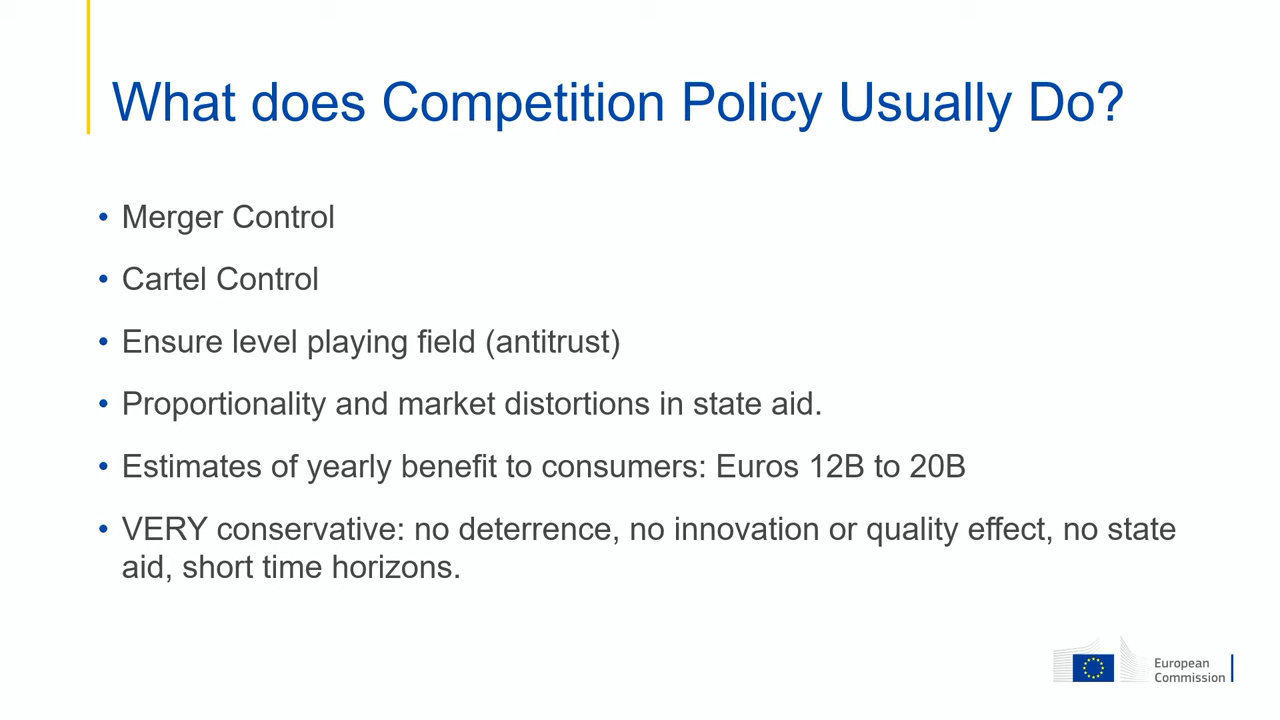 What does Competition Policy Usually Do?
• Merger Control
• Cartel Control
• Ensure level playing field (antitrust)
• Proportionality and market distortions in state aid.
• Estimates of yearly benefit to consumers: Euros 12B to 20B
• VERY conservative: no deterrence, no innovation or quality effect, no state
aid, short time horizons.
European
Commission